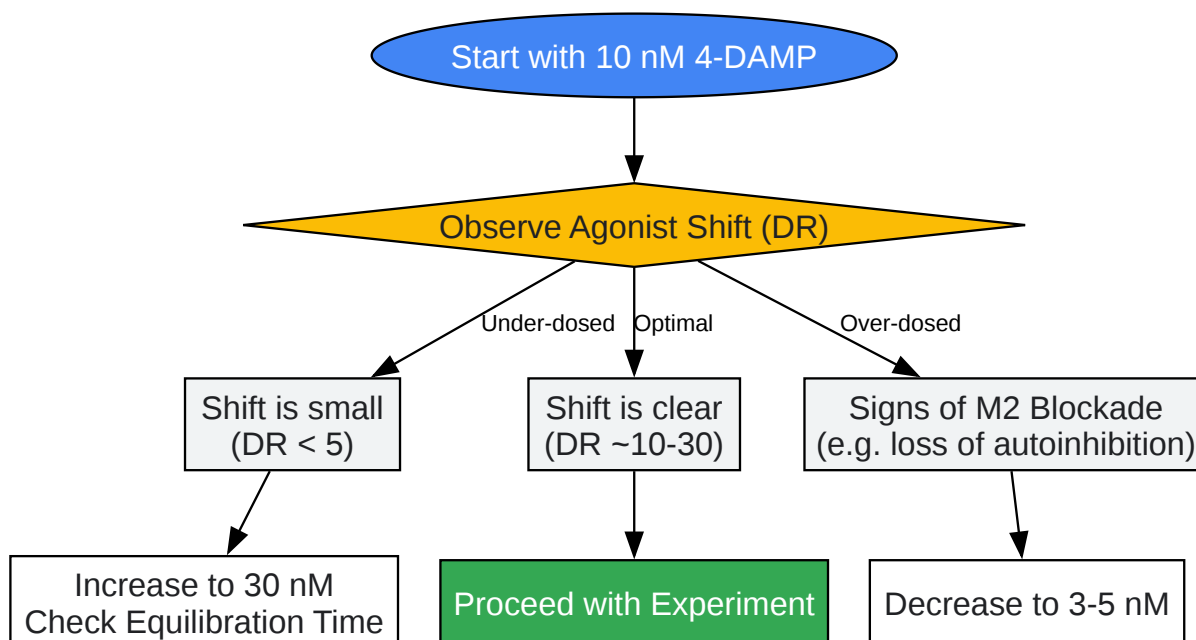 Start with 10 nM 4-DAMP
Observe Agonist Shift (DR)
Under-dosed
Optimal
Over-dosed
Shift is small
(DR < 5)
Shift is clear
(DR ~10-30)
Signs of M2 Blockade
(e.g. loss of autoinhibition)
Increase to 30 nM
Check Equilibration Time
Proceed with Experiment
Decrease to 3-5 nM